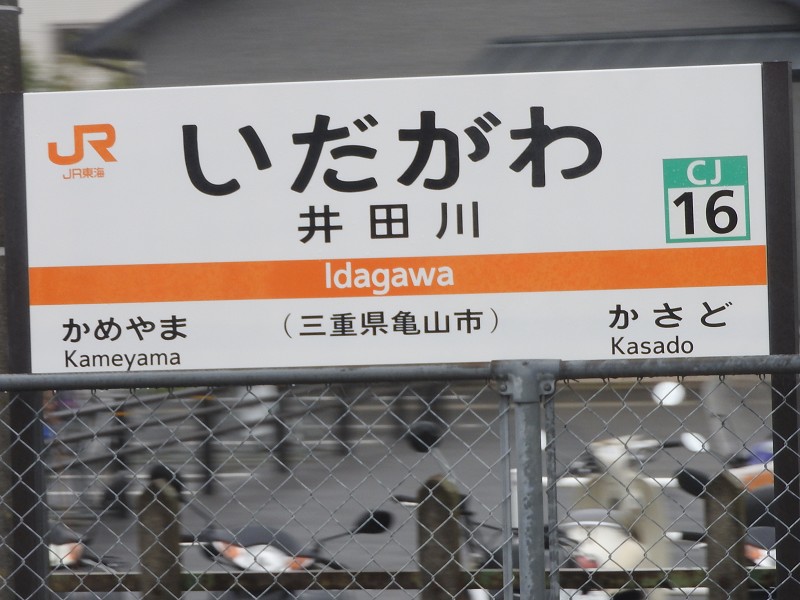 JR
JR東海
いだがわ
井田川
CJ
16
Idagawa
かめやま
Kameyama
(三重県亀山市)
かさど
Kasado